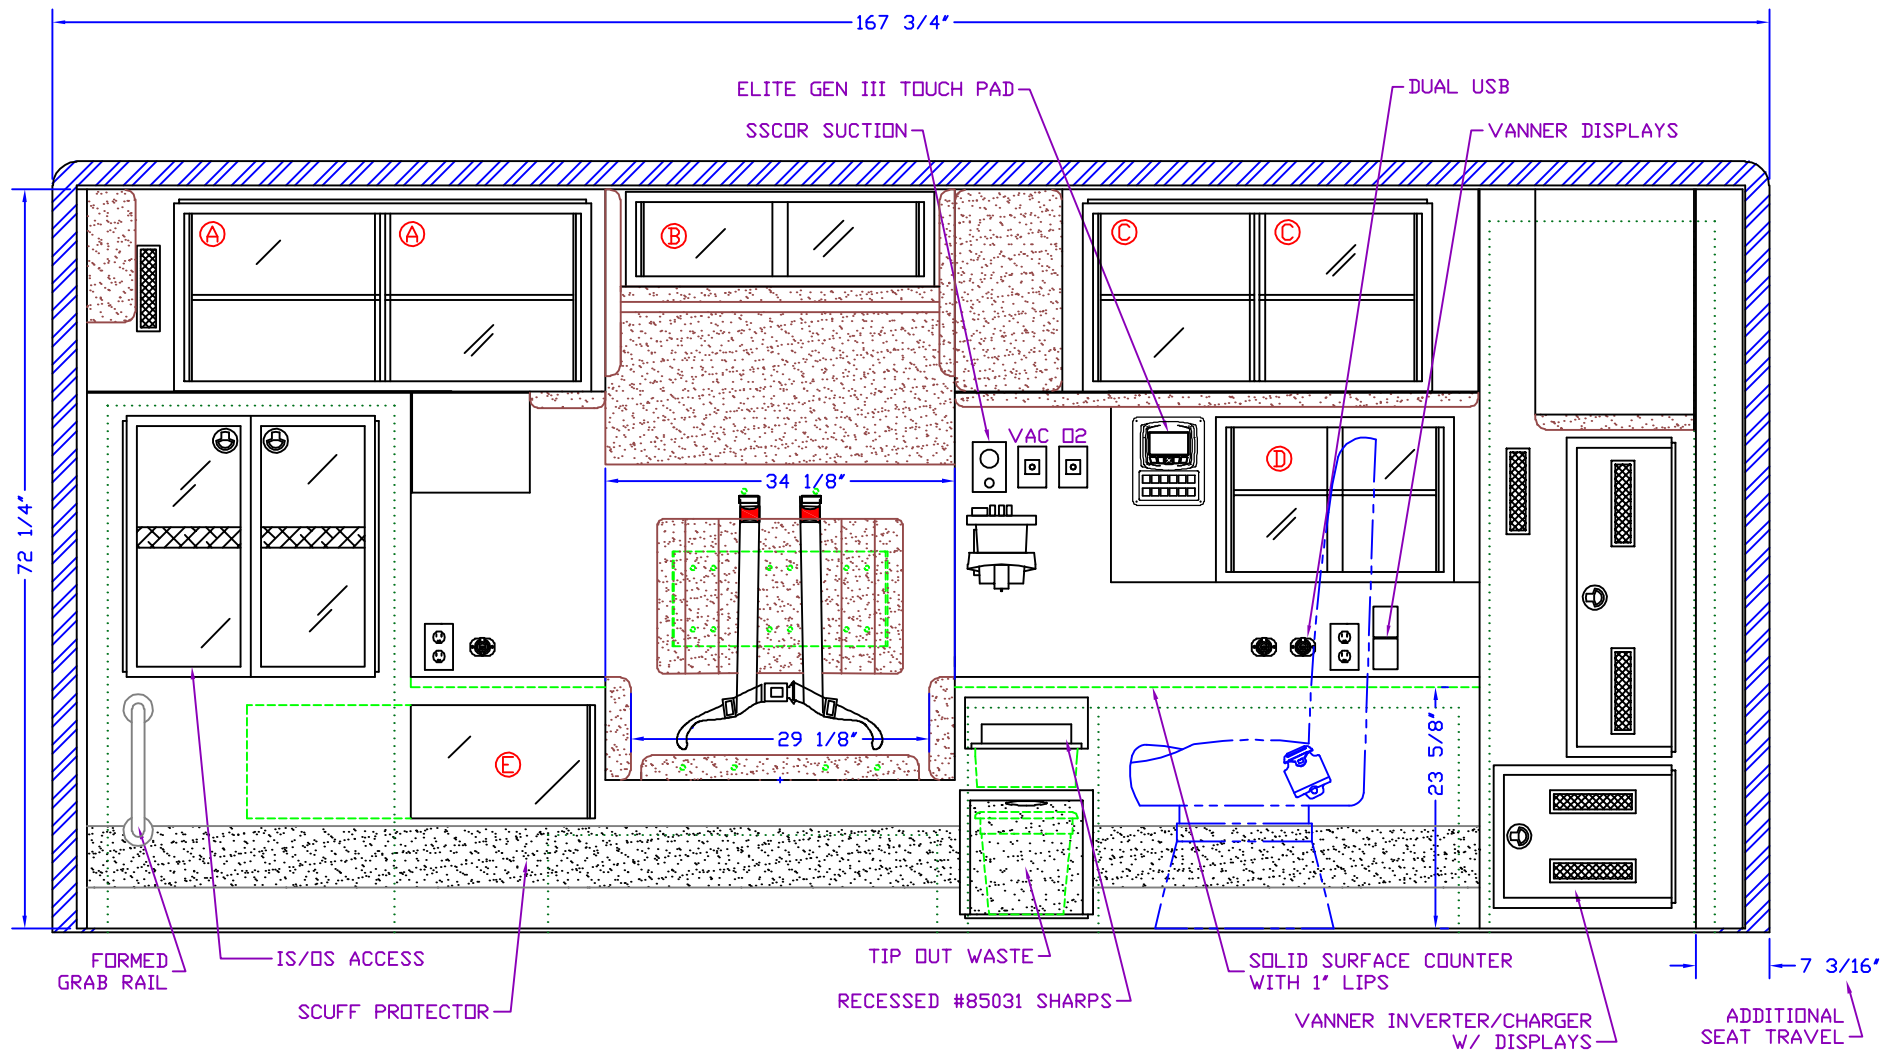 167 3/4"
ELITE GEN III TOUCH PAD
DUAL USB
SSCOR SUCTION
VANNER DISPLAYS
A
A
B
C
C
VAC O2
D
34 1/8"
72 1/4"
29 1/8"
23 5/8"
E
FORMED
GRAB RAIL
IS/OS ACCESS
TIP OUT WASTE
SOLID SURFACE COUNTER
WITH 1" LIPS
7 3/16"
SCUFF PROTECTOR
RECESSED #85031 SHARPS
VANNER INVERTER/CHARGER
W/ DISPLAYS
ADDITIONAL
SEAT TRAVEL